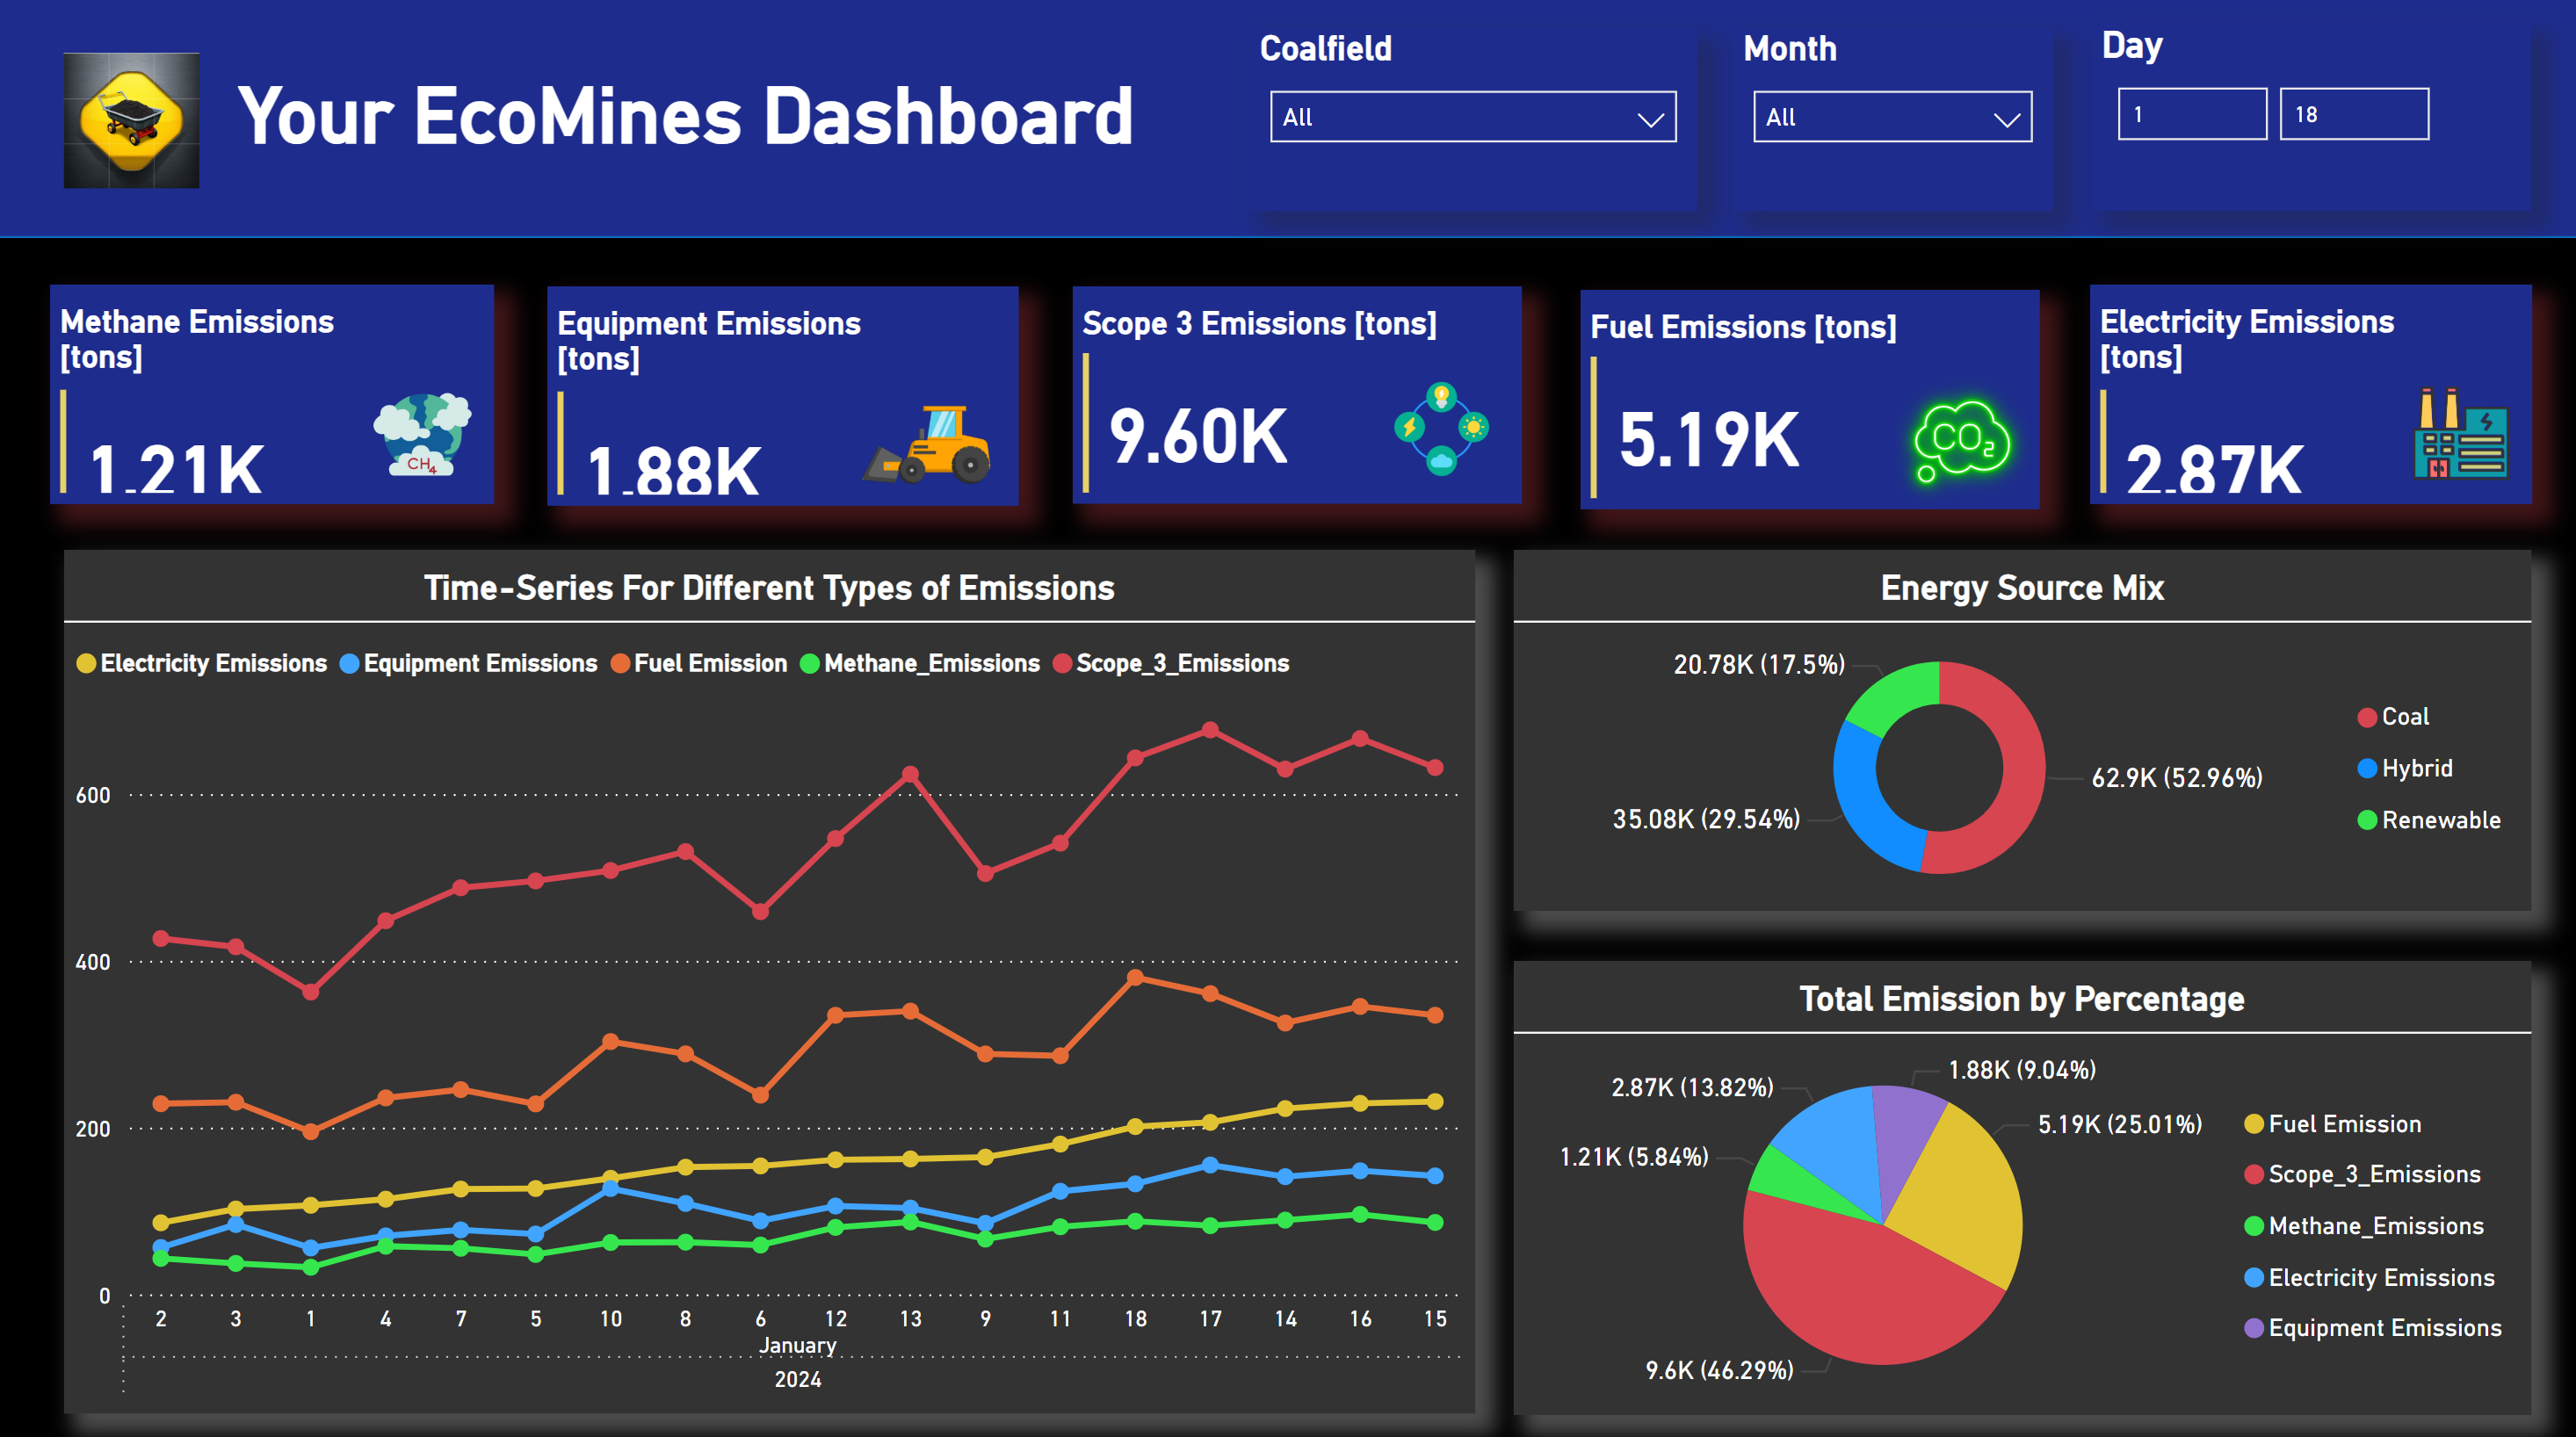 Your EcoMines Dashboard
Coalfield
All
Month
All
Day
1
18
Methane Emissions
[tons]
1.21K
CH4
Equipment Emissions
[tons]
1.88K
Scope 3 Emissions [tons]
9.60K
Fuel Emissions [tons]
5.19K
CO2
Electricity Emissions
[tons]
2.87K
Time-Series For Different Types of Emissions
Electricity Emissions Equipment Emissions Fuel Emission Methane_Emissions Scope_3_Emissions
600
400
200
0
2 3 1 4 7 5 10 8 6 12 13 9 11 18 17 14 16 15
January
2024
Energy Source Mix
20.78K (17.5%)
62.9K (52.96%)
35.08K (29.54%)
Coal
Hybrid
Renewable
Total Emission by Percentage
1.88K (9.04%)
2.87K (13.82%)
5.19K (25.01%)
1.21K (5.84%)
9.6K (46.29%)
Fuel Emission
Scope_3_Emissions
Methane_Emissions
Electricity Emissions
Equipment Emissions